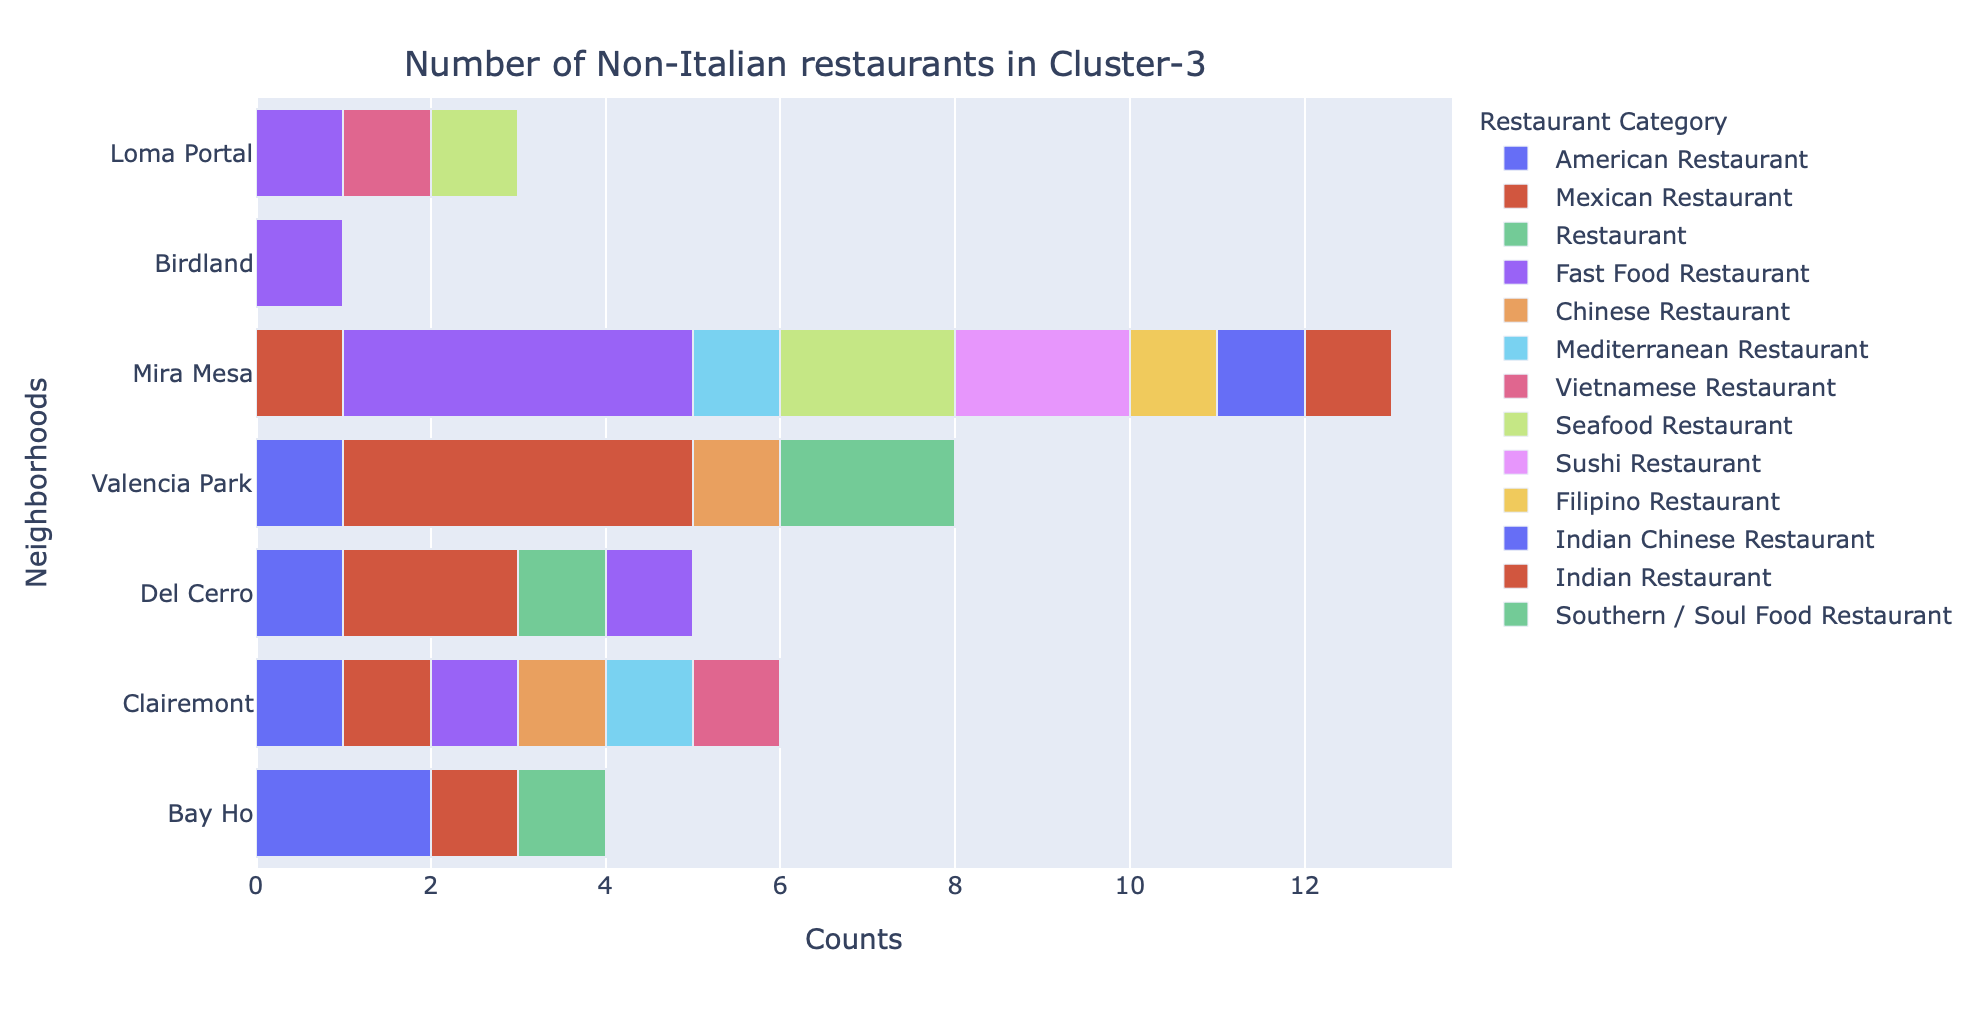 Number of Non-Italian restaurants in Cluster-3
Neighborhoods
Loma Portal
Birdland
Mira Mesa
Valencia Park
Del Cerro
Clairemont
Bay Ho
0 2 4 6 8 10 12
Counts
Restaurant Category
American Restaurant
Mexican Restaurant
Restaurant
Fast Food Restaurant
Chinese Restaurant
Mediterranean Restaurant
Vietnamese Restaurant
Seafood Restaurant
Sushi Restaurant
Filipino Restaurant
Indian Chinese Restaurant
Indian Restaurant
Southern / Soul Food Restaurant